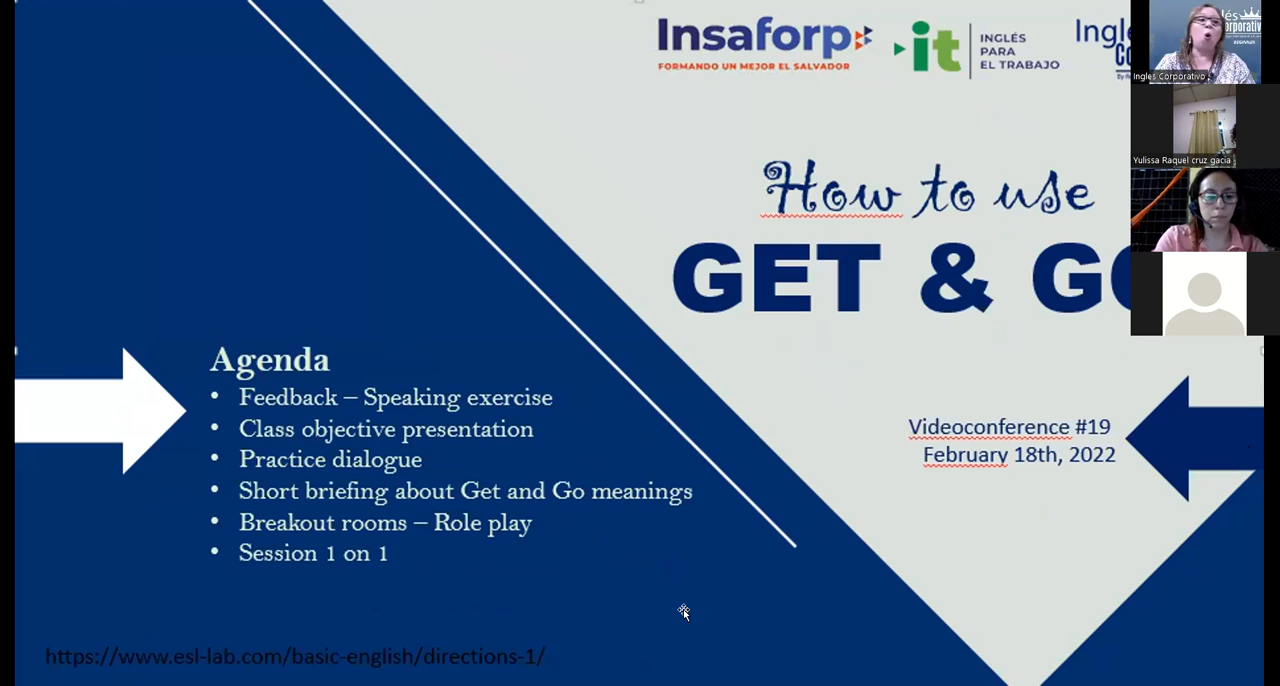 Insaforp
FORMANDO UN MEJOR EL SALVADOR
it
INGLÉS
PARA
EL TRABAJO
Ingles Corporativo
Yulissa Raquel cruz gacia
How to use
GET & GO
Videoconference #19
February 18th, 2022
Agenda
• Feedback – Speaking exercise
• Class objective presentation
• Practice dialogue
• Short briefing about Get and Go meanings
• Breakout rooms – Role play
• Session 1 on 1
https://www.esl-lab.com/basic-english/directions-1/